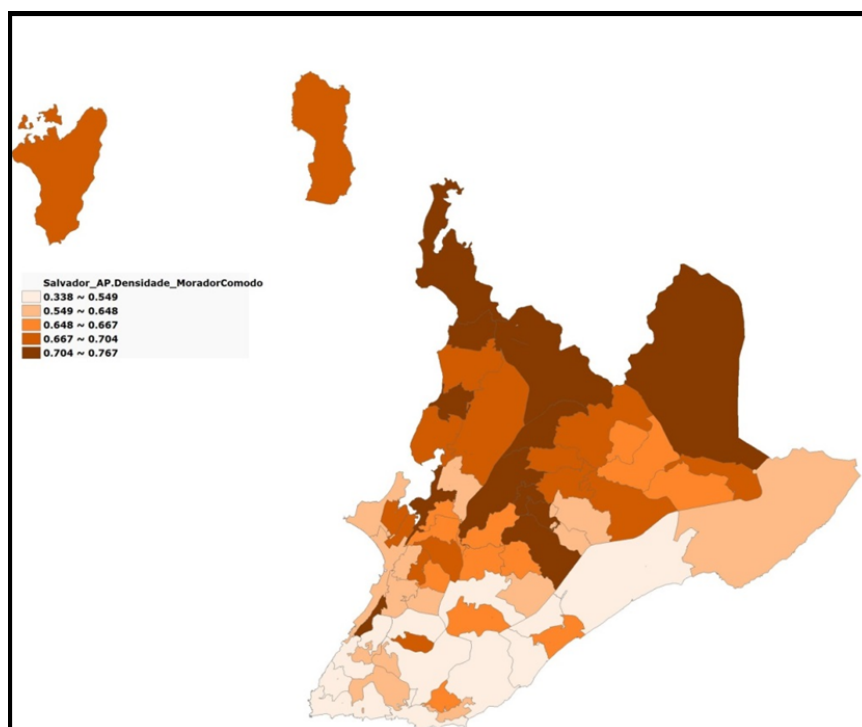 Salvador_AP.Densidade_MoradorComodo
0.338 ~ 0.549
0.549 ~ 0.648
0.648 ~ 0.667
0.667 ~ 0.704
0.704 ~ 0.767